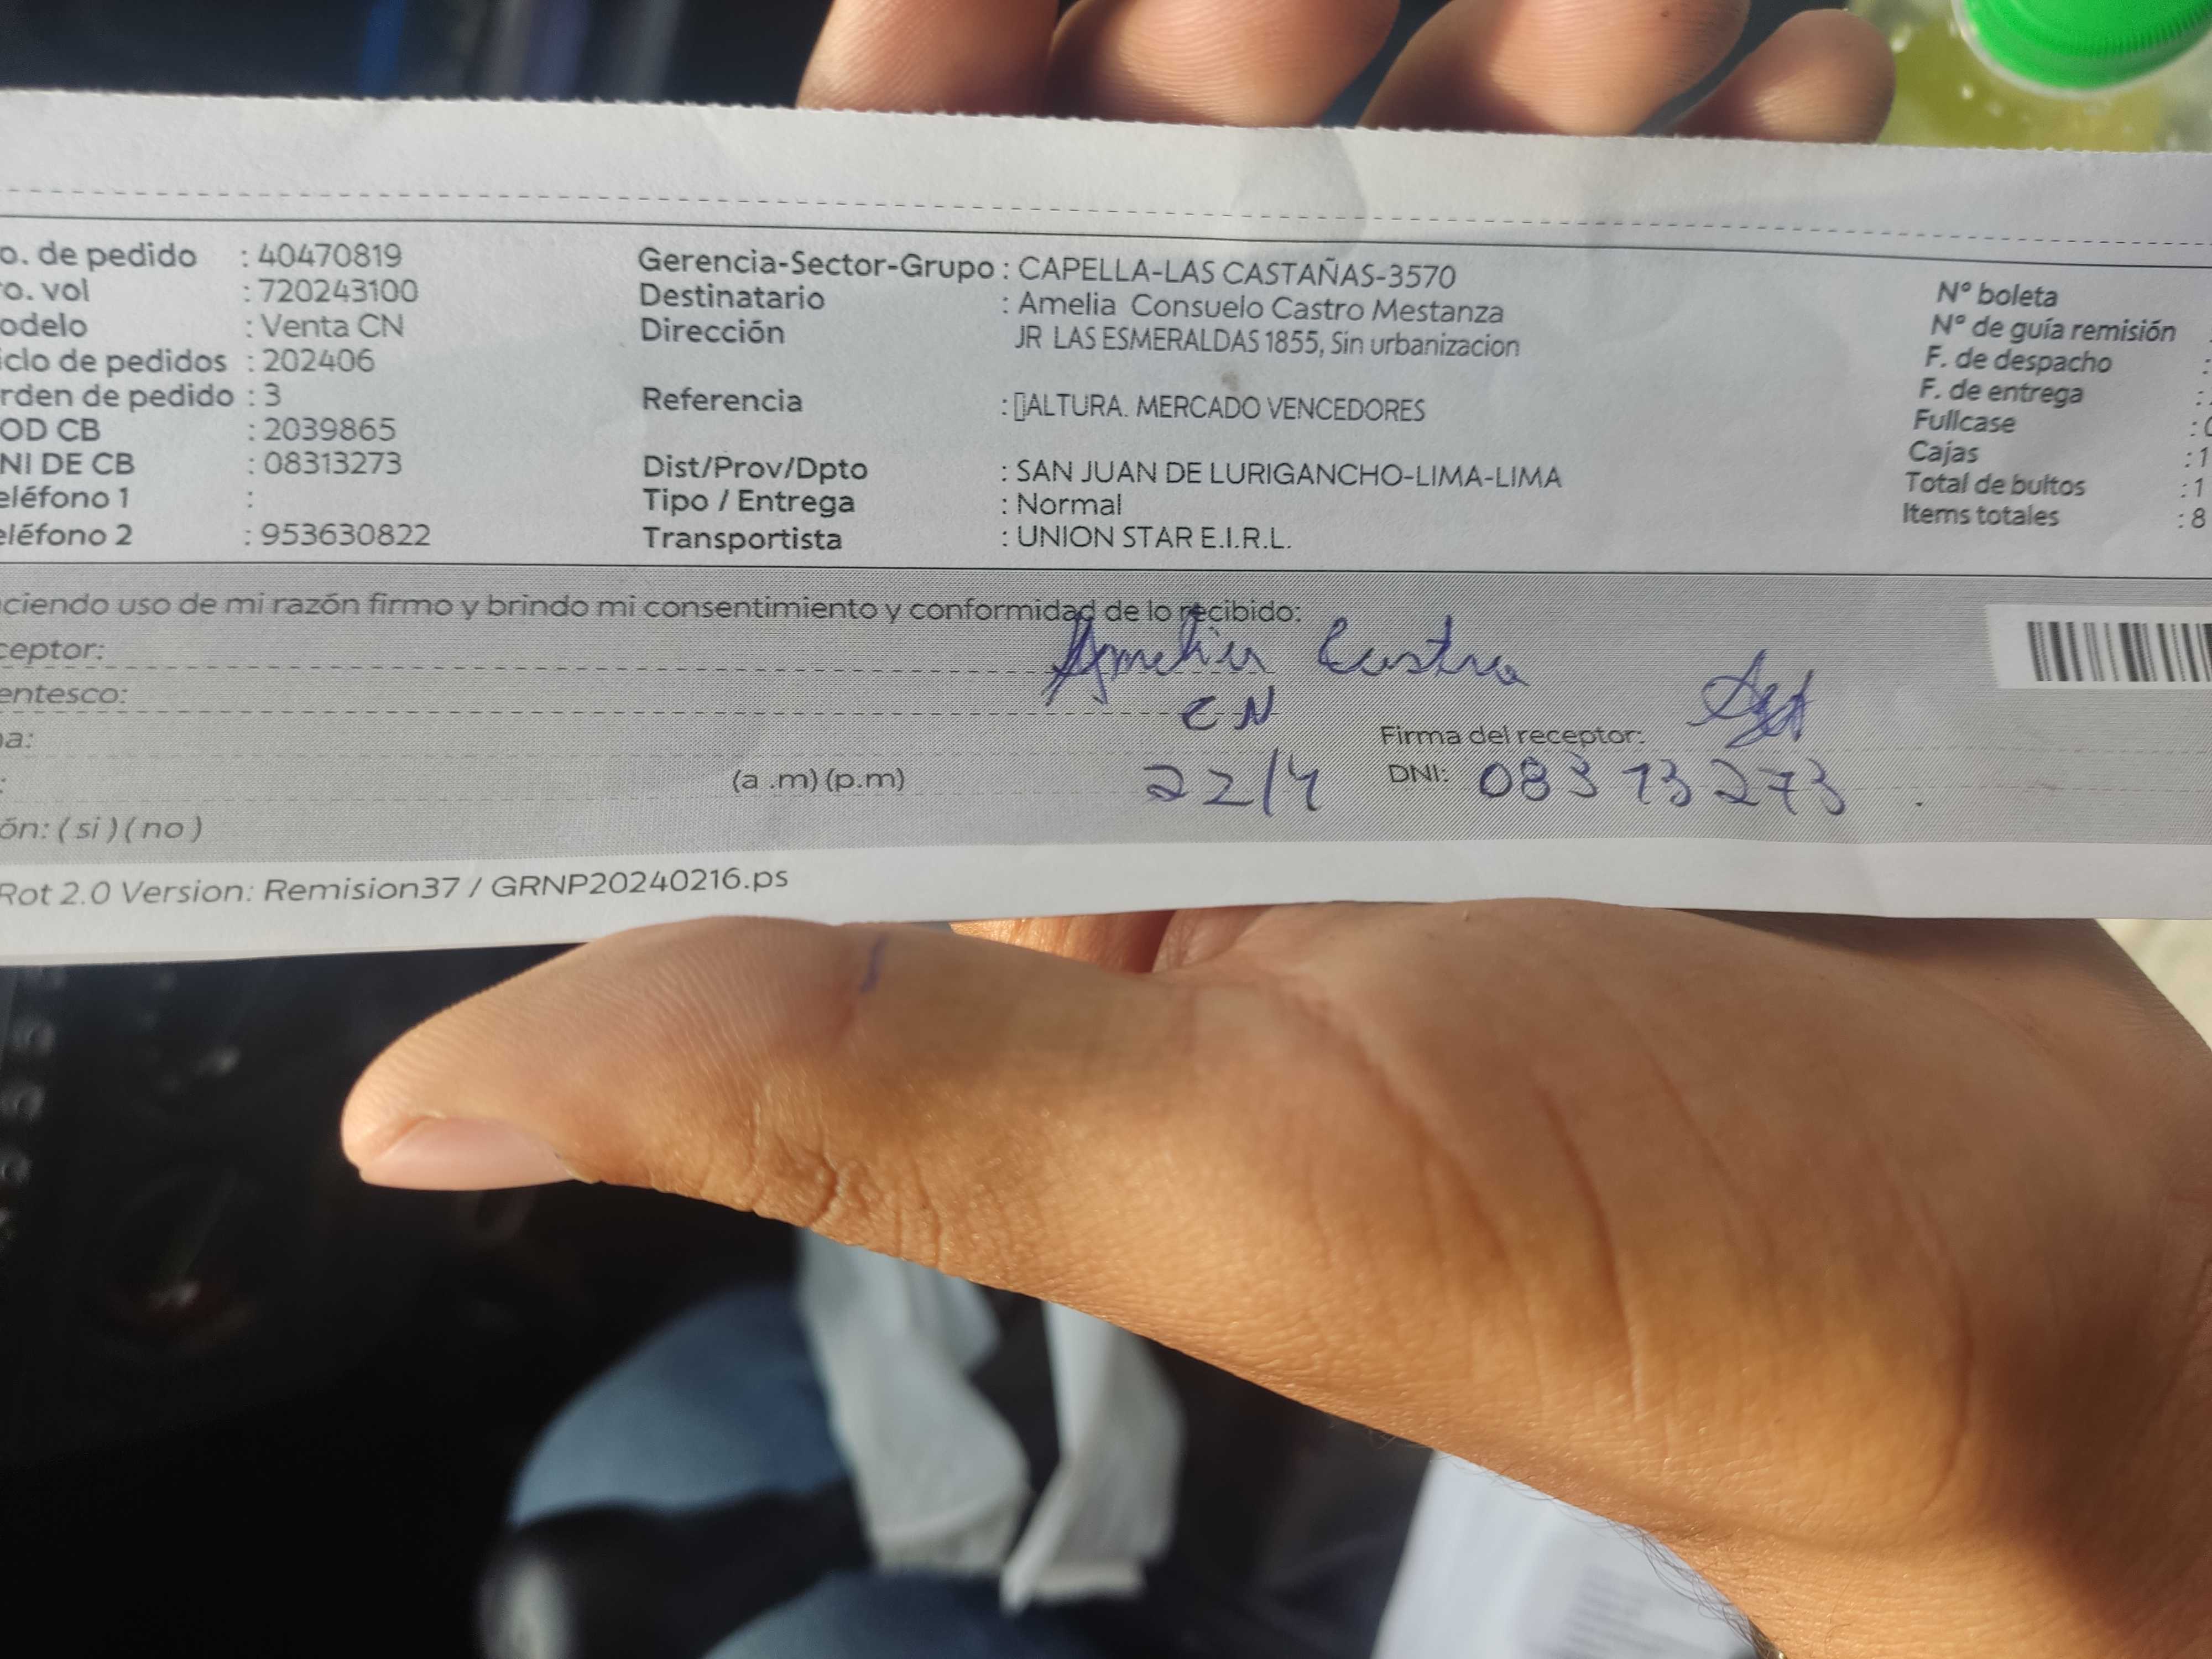 o. de pedido : 40470819
o. vol : 720243100
odelo : Venta CN
iclo de pedidos : 202406
rden de pedido : 3
OD CB : 2039865
NI DE CB : 08313273
eléfono 1 :
eléfono 2 : 953630822
Gerencia-Sector-Grupo : CAPELLA-LAS CASTAÑAS-3570
Destinatario : Amelia Consuelo Castro Mestanza
Dirección JR LAS ESMERALDAS 1855, Sin urbanizacion
Referencia : ▯ALTURA. MERCADO VENCEDORES
Dist/Prov/Dpto : SAN JUAN DE LURIGANCHO-LIMA-LIMA
Tipo / Entrega : Normal
Transportista : UNION STAR E.I.R.L.
Nº boleta
Nº de guía remisión :
F. de despacho :
F. de entrega :
Fullcase : 0
Cajas : 1
Total de bultos : 1
Items totales : 8
ciendo uso de mi razón firmo y brindo mi consentimiento y conformidad de lo recibido:
ceptor: Amelia Castro
entesco: CN
a: 22/4 Firma del receptor:
: (a .m) (p.m) DNI: 08313273
ón: ( si ) ( no )
Rot 2.0 Version: Remision37 / GRNP20240216.ps